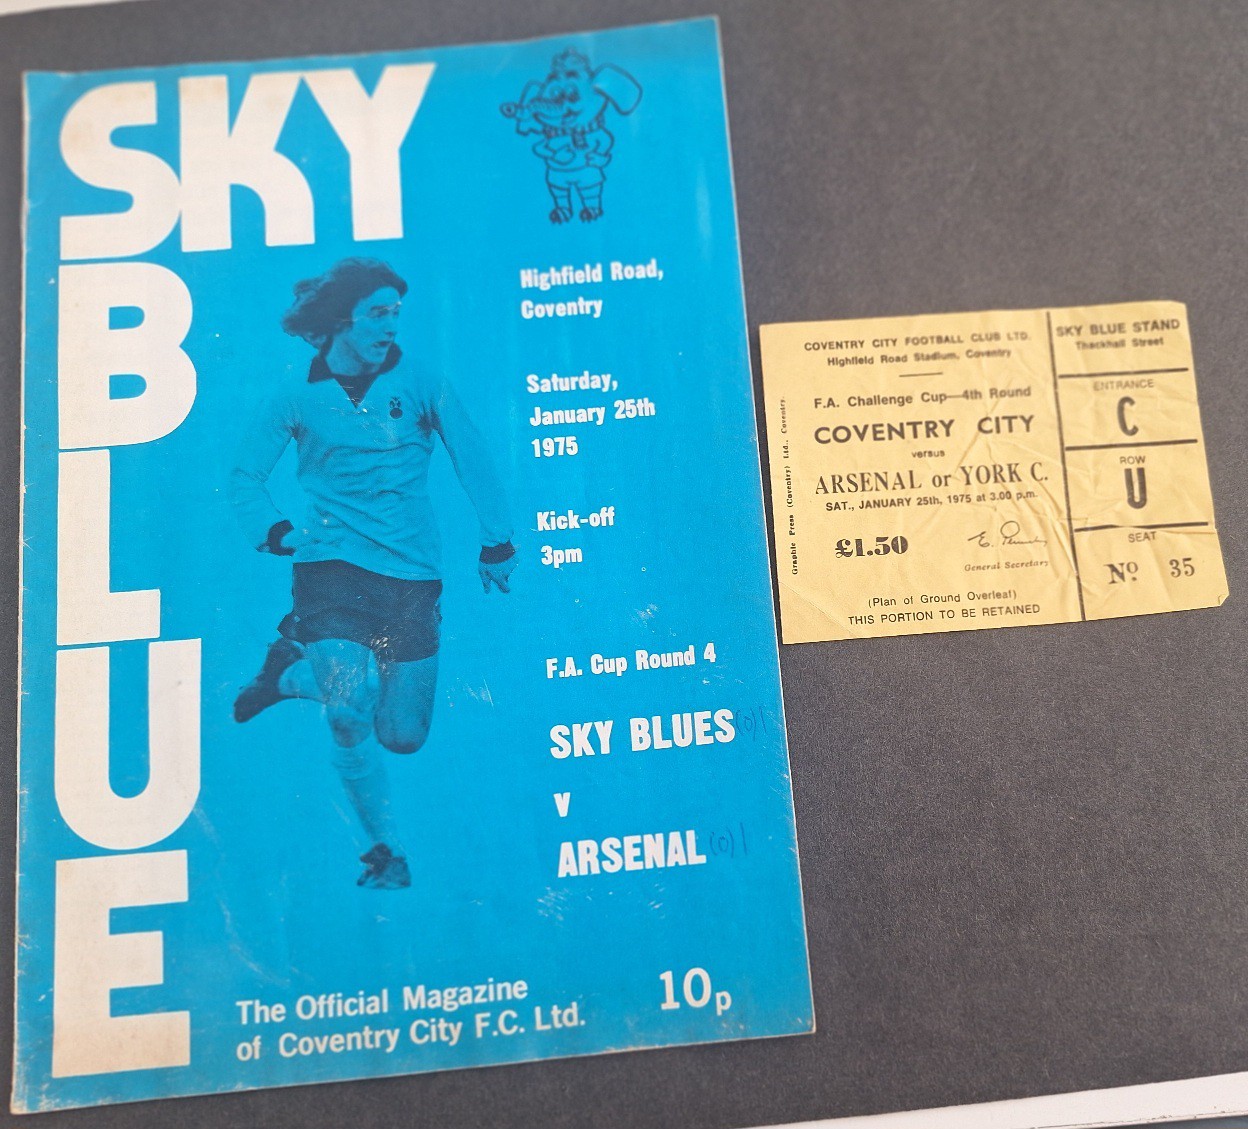 SKY
BLUE
Highfield Road,
Coventry
Saturday,
January 25th
1975
Kick-off
3pm
F.A. Cup Round 4
SKY BLUES (0) 1
v
ARSENAL (0) 1
The Official Magazine
of Coventry City F.C. Ltd.
10p
Graphic Press (Coventry) Ltd., Coventry.
COVENTRY CITY FOOTBALL CLUB LTD.
Highfield Road Stadium, Coventry
F.A. Challenge Cup—4th Round
COVENTRY CITY
versus
ARSENAL or YORK C.
SAT., JANUARY 25th, 1975 at 3.00 p.m.
£1.50
General Secretary
(Plan of Ground Overleaf)
THIS PORTION TO BE RETAINED
SKY BLUE STAND
Thackhall Street
ENTRANCE
C
ROW
U
SEAT
No. 35